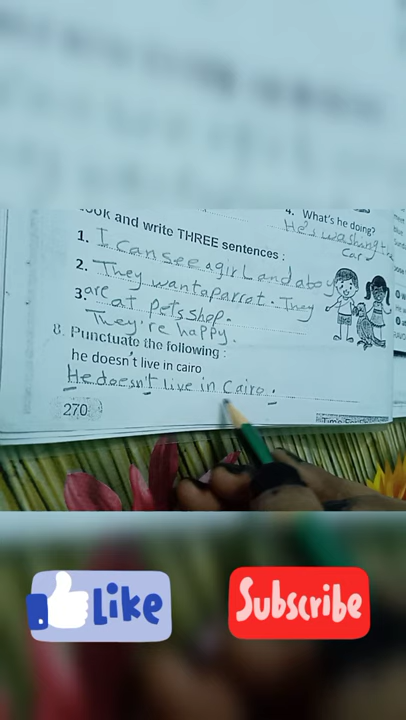 4. What's he doing?
He's washing
car.
Look and write THREE sentences :
1. I can see a girl and a boy
2. They want a parrot. They
are at pets shop.
3. They're happy.
8. Punctuate the following :
he doesn't live in cairo
He doesn't live in Cairo.
270
Like
Subscribe